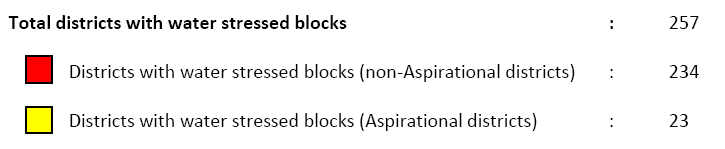 Total districts with water stressed blocks : 257
Districts with water stressed blocks (non-Aspirational districts) : 234
Districts with water stressed blocks (Aspirational districts) : 23